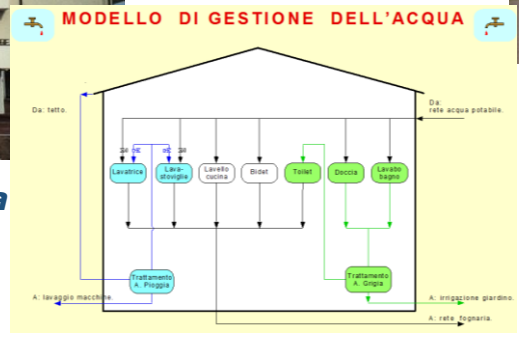 MODELLO DI GESTIONE DELL'ACQUA
Da: tetto.
Da:
rete acqua potabile.
Lavatrice
Lava-
stoviglie
Lavello
cucina
Bidet
Toilet
Doccia
Lavabo
bagno
a
Trattamento
A. Pioggia
Trattamento
A. Grigia
A: lavaggio macchine.
A: irrigazione giardino.
A: rete fognaria.